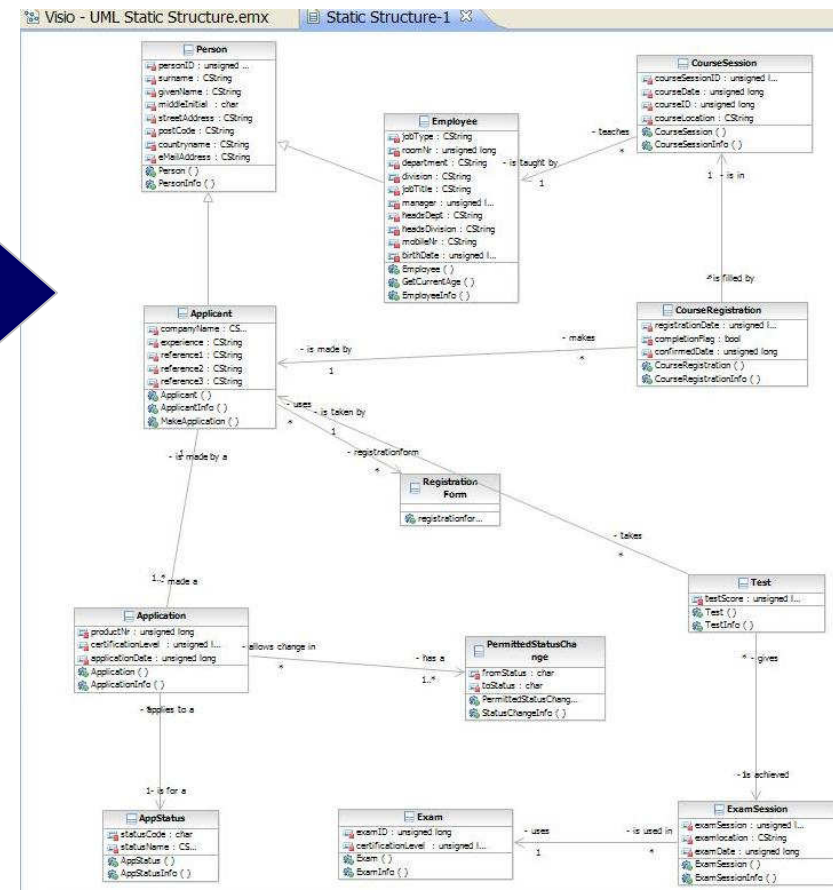 Visio - UML Static Structure.emx
Static Structure-1
Person
personID : unsigned ...
surname : CString
givenName : CString
middleInitial : char
streetAddress : CString
postCode : CString
countryname : CString
eMailAddress : CString
Person ( )
PersonInfo ( )
Employee
jobType : CString
roomNr : unsigned long
department : CString
division : CString
jobTitle : CString
manager : unsigned l...
headsDept : CString
headsDivision : CString
mobileNr : CString
birthDate : unsigned l...
Employee ( )
GetCurrentAge ( )
EmployeeInfo ( )
- is taught by
1
- teaches
*
CourseSession
courseSessionID : unsigned l...
courseDate : unsigned long
courseID : unsigned long
courseLocation : CString
CourseSession ( )
CourseSessionInfo ( )
1 - is in
*is filled by
CourseRegistration
registrationDate : unsigned l...
completionFlag : bool
confirmedDate : unsigned long
CourseRegistration ( )
CourseRegistrationInfo ( )
- makes
*
- is made by
1
Applicant
companyName : CS...
experience : CString
reference1 : CString
reference2 : CString
reference3 : CString
Applicant ( )
ApplicantInfo ( )
MakeApplication ( )
- uses
*
- is taken by
1
- registrationform
*
Registration
Form
registrationfor...
- is made by a
1..* made a
- takes
*
Test
testScore : unsigned l...
Test ( )
TestInfo ( )
* - gives
Application
productNr : unsigned long
certificationLevel : unsigned l...
applicationDate : unsigned long
Application ( )
ApplicationInfo ( )
- allows change in
*
- has a
1..*
PermittedStatusCha
nge
fromStatus : char
toStatus : char
PermittedStatusChang...
StatusChangeInfo ( )
applies to a
1- is for a
AppStatus
statusCode : char
statusName : CS...
AppStatus ( )
AppStatusInfo ( )
Exam
examID : unsigned long
certificationLevel : unsigned l...
Exam ( )
ExamInfo ( )
- uses
1
- is used in
*
achieved
ExamSession
examSession : unsigned l...
examlocation : CString
examDate : unsigned long
ExamSession ( )
ExamSessionInfo ( )